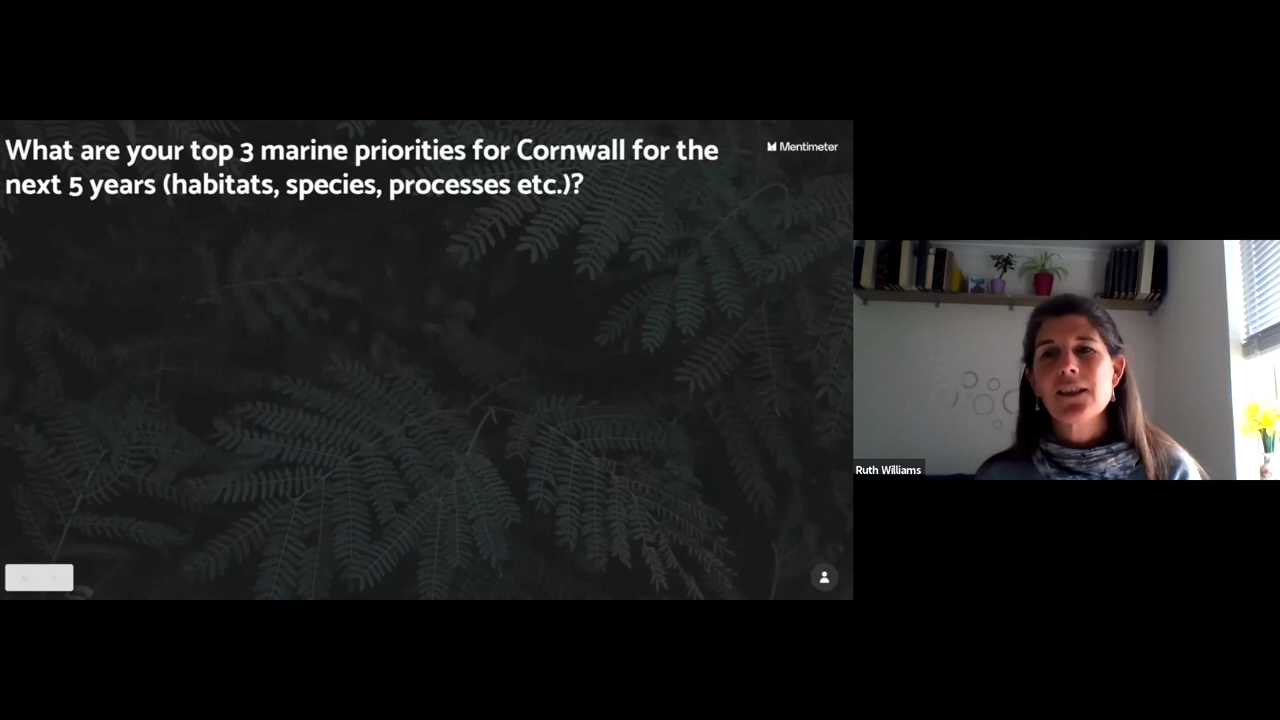 What are your top 3 marine priorities for Cornwall for the
next 5 years (habitats, species, processes etc.)?
Mentimeter
Ruth Williams